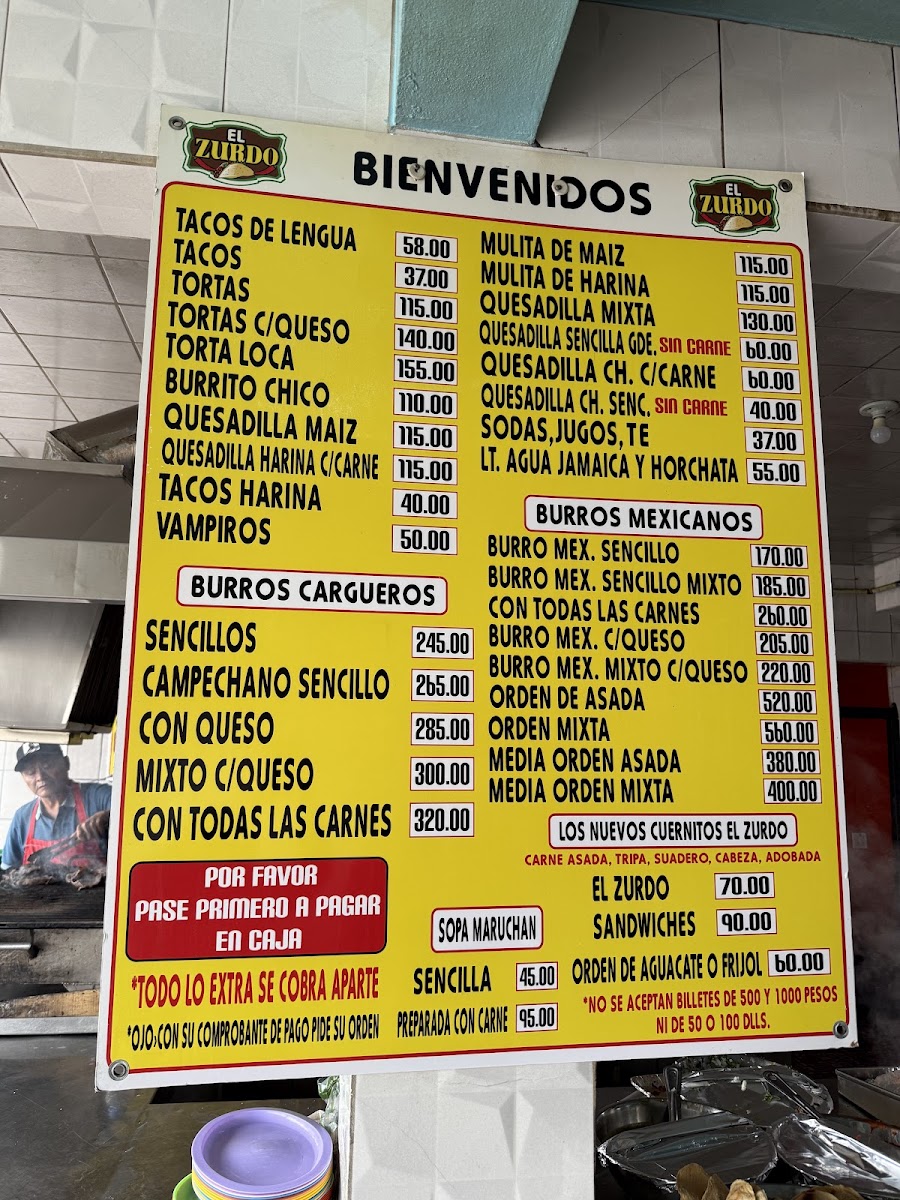 EL
ZURDO
BIENVENIDOS
EL
ZURDO
TACOS DE LENGUA 58.00
TACOS 37.00
TORTAS 115.00
TORTAS C/QUESO 140.00
TORTA LOCA 155.00
BURRITO CHICO 110.00
QUESADILLA MAIZ 115.00
QUESADILLA HARINA C/CARNE 115.00
TACOS HARINA 40.00
VAMPIROS 50.00
BURROS CARGUEROS
SENCILLOS 245.00
CAMPECHANO SENCILLO 265.00
CON QUESO 285.00
MIXTO C/QUESO 300.00
CON TODAS LAS CARNES 320.00
POR FAVOR
PASE PRIMERO A PAGAR
EN CAJA
*TODO LO EXTRA SE COBRA APARTE
*OJO>CON SU COMPROBANTE DE PAGO PIDE SU ORDEN
MULITA DE MAIZ 115.00
MULITA DE HARINA 115.00
QUESADILLA MIXTA 130.00
QUESADILLA SENCILLA GDE. SIN CARNE 60.00
QUESADILLA CH. C/CARNE 60.00
QUESADILLA CH. SENC. SIN CARNE 40.00
SODAS,JUGOS,TE 37.00
LT. AGUA JAMAICA Y HORCHATA 55.00
BURROS MEXICANOS
BURRO MEX. SENCILLO 170.00
BURRO MEX. SENCILLO MIXTO 185.00
CON TODAS LAS CARNES 260.00
BURRO MEX. C/QUESO 205.00
BURRO MEX. MIXTO C/QUESO 220.00
ORDEN DE ASADA 520.00
ORDEN MIXTA 560.00
MEDIA ORDEN ASADA 380.00
MEDIA ORDEN MIXTA 400.00
LOS NUEVOS CUERNITOS EL ZURDO
CARNE ASADA, TRIPA, SUADERO, CABEZA, ADOBADA
EL ZURDO 70.00
SANDWICHES 90.00
SOPA MARUCHAN
SENCILLA 45.00
PREPARADA CON CARNE 95.00
ORDEN DE AGUACATE O FRIJOL 60.00
*NO SE ACEPTAN BILLETES DE 500 Y 1000 PESOS
NI DE 50 O 100 DLLS.